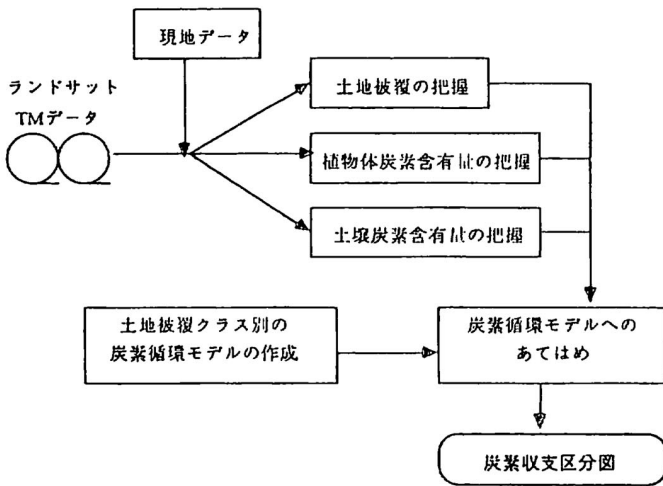 現地データ
ランドサット
TMデータ
土地被覆の把握
植物体炭素含有量の把握
土壌炭素含有量の把握
土地被覆クラス別の
炭素循環モデルの作成
炭素循環モデルへの
あてはめ
炭素収支区分図